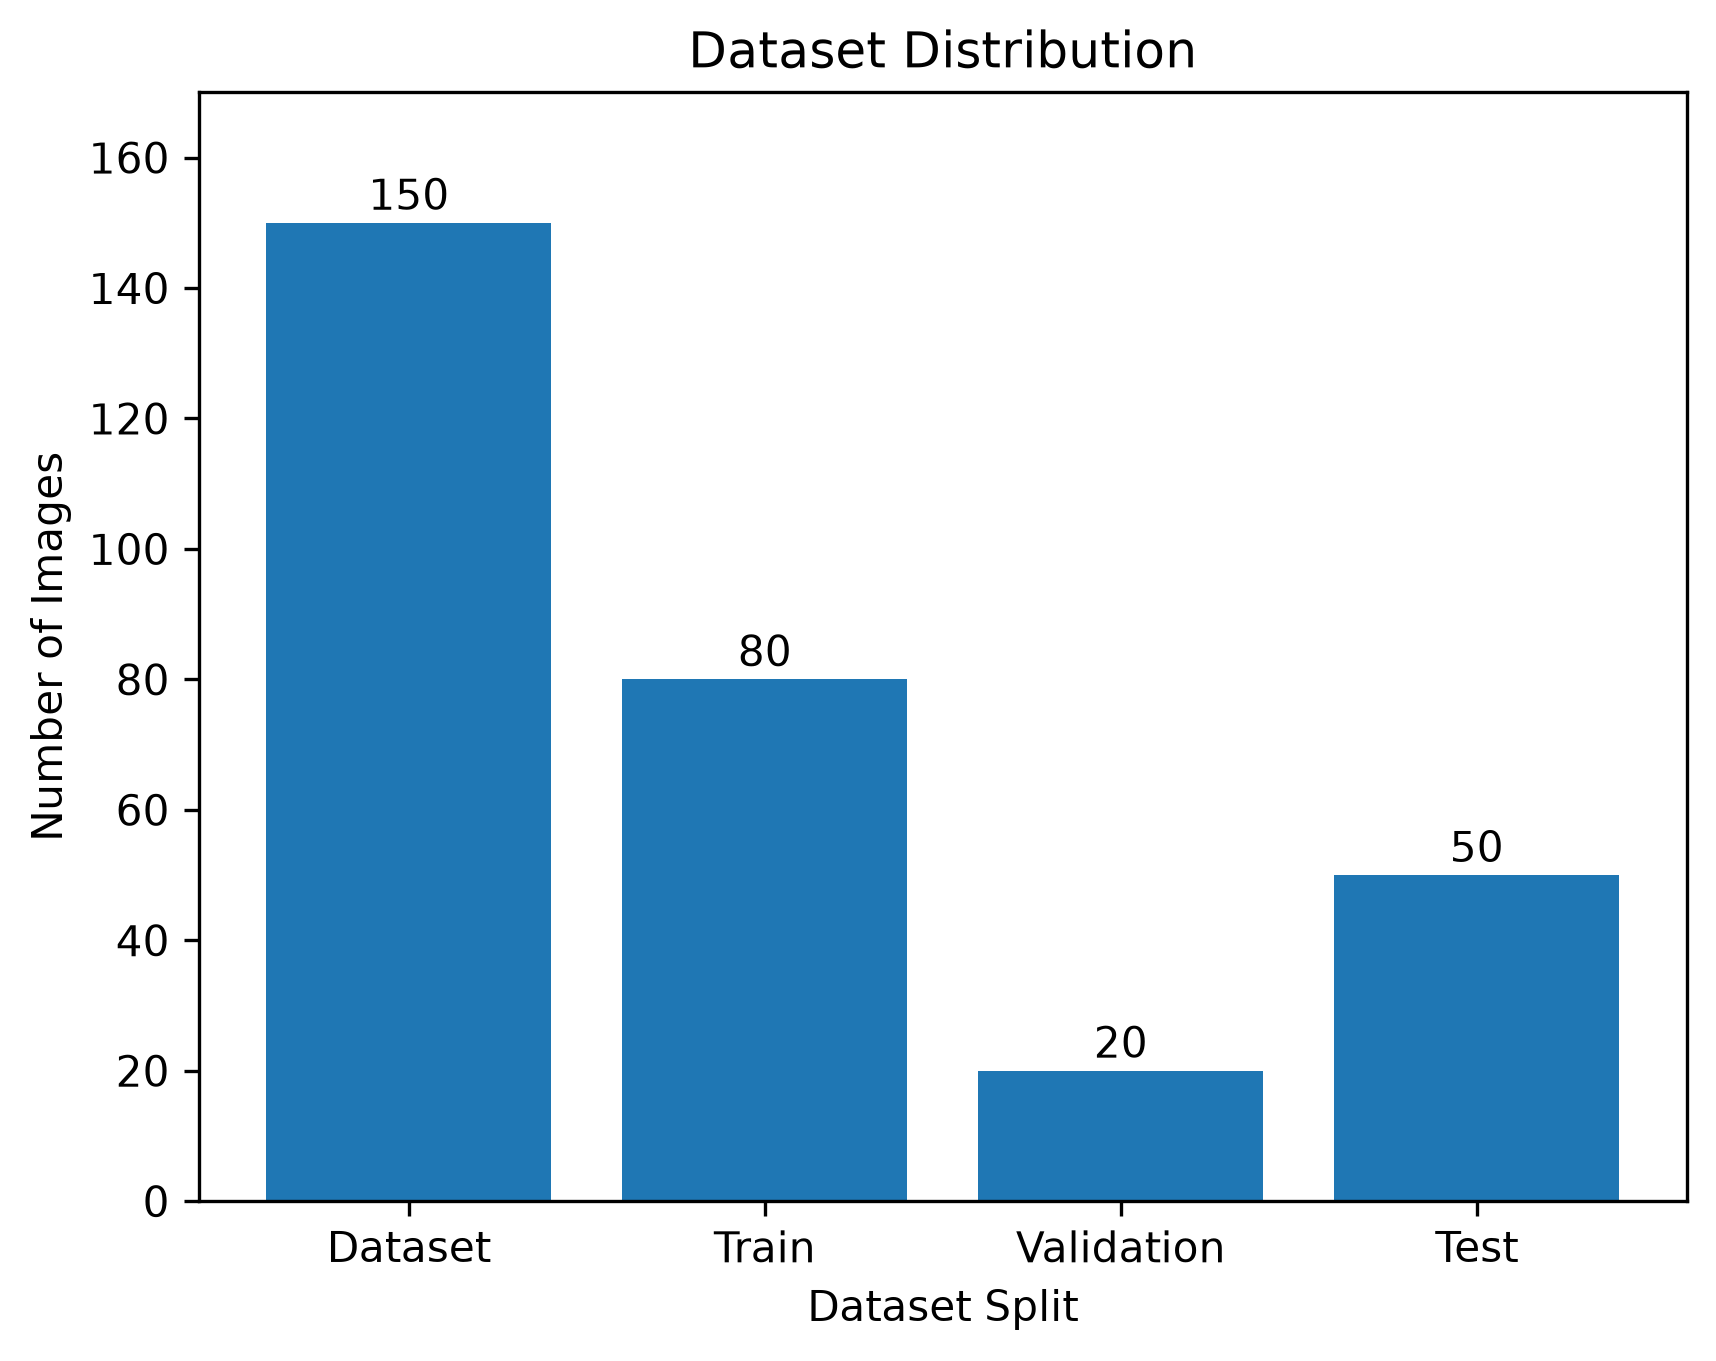 Dataset Distribution
160
150
140
120
100
80
80
60
50
40
20
20
0
Number of Images
Dataset
Train
Validation
Test
Dataset Split